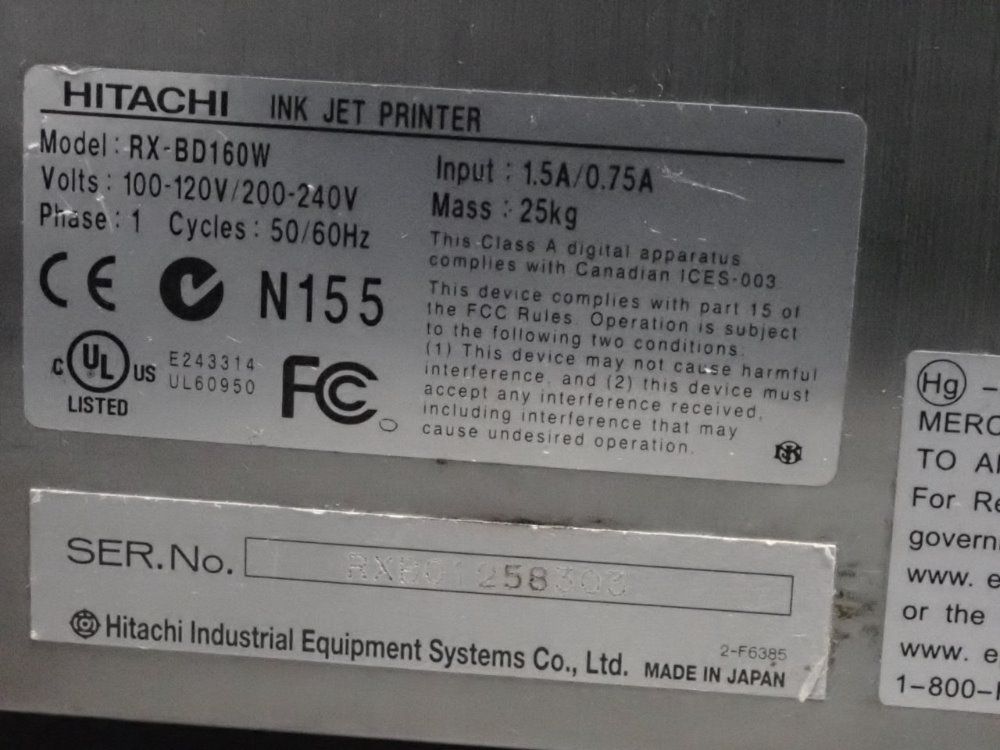 HITACHI INK JET PRINTER
Model : RX-BD160W
Volts : 100-120V/200-240V
Phase : 1 Cycles : 50/60Hz
Input : 1.5A/0.75A
Mass : 25kg
This Class A digital apparatus
complies with Canadian ICES-003
This device complies with part 15 of
the FCC Rules. Operation is subject
to the following two conditions.
(1) This device may not cause harmful
interference, and (2) this device must
accept any interference received,
including interference that may
cause undesired operation.
CE N155
C UL US
LISTED
E243314
UL60950
FC
SER.No. 258303
Hitachi Industrial Equipment Systems Co., Ltd. MADE IN JAPAN
2-F6385
Hg –
TO
For
www.
or the
www.
1-800-